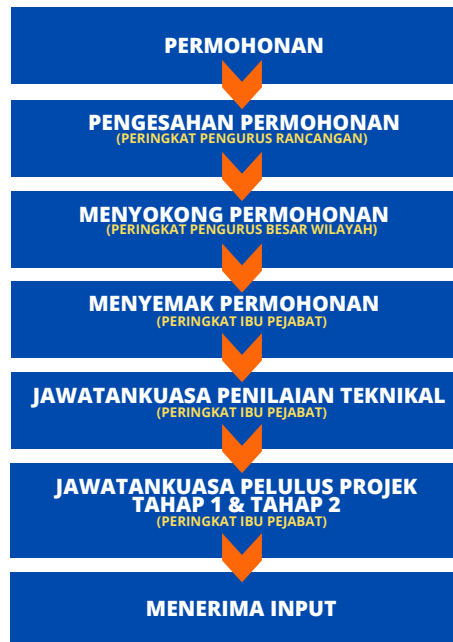 PERMOHONAN
PENGESAHAN PERMOHONAN
(PERINGKAT PENGURUS RANCANGAN)
MENYOKONG PERMOHONAN
(PERINGKAT PENGURUS BESAR WILAYAH)
MENYEMAK PERMOHONAN
(PERINGKAT IBU PEJABAT)
JAWATANKUASA PENILAIAN TEKNIKAL
(PERINGKAT IBU PEJABAT)
JAWATANKUASA PELULUS PROJEK
TAHAP 1 & TAHAP 2
(PERINGKAT IBU PEJABAT)
MENERIMA INPUT